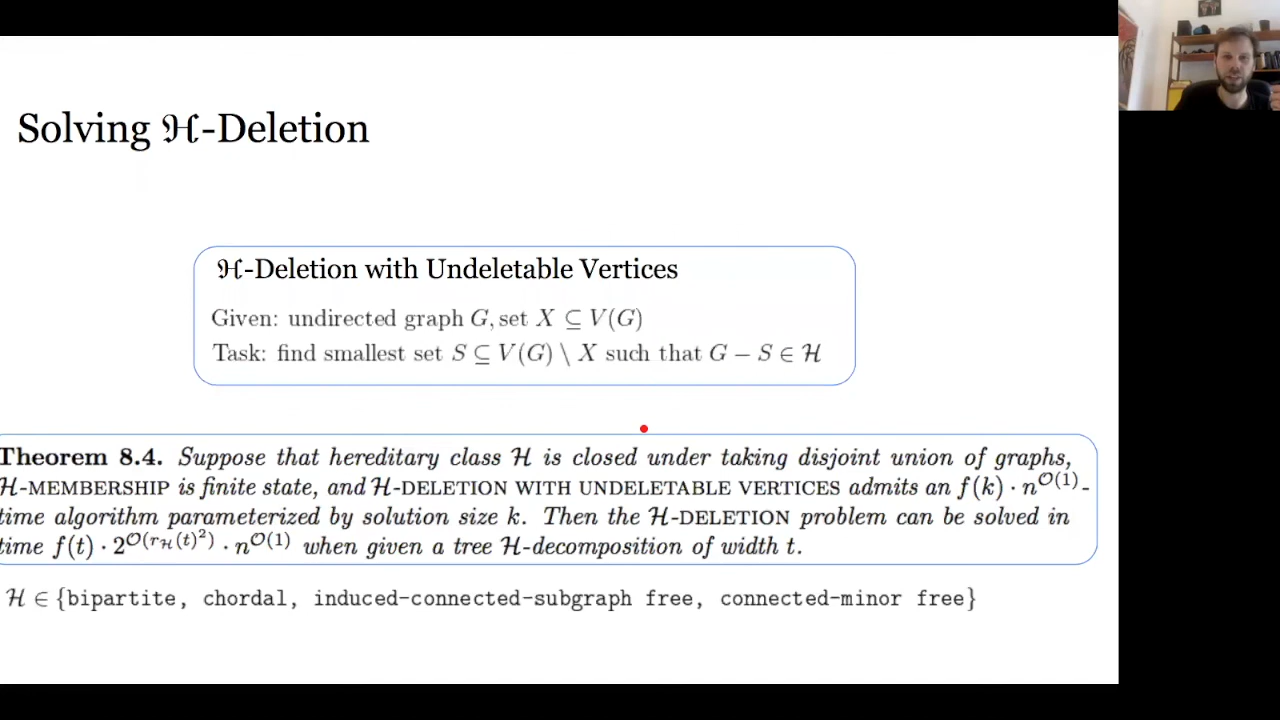 Solving ℋ-Deletion
ℋ-Deletion with Undeletable Vertices
Given: undirected graph G, set X ⊆ V(G)
Task: find smallest set S ⊆ V(G) \ X such that G − S ∈ ℋ
Theorem 8.4. Suppose that hereditary class ℋ is closed under taking disjoint union of graphs,
ℋ-MEMBERSHIP is finite state, and ℋ-DELETION WITH UNDELETABLE VERTICES admits an f(k) · n^{𝒪(1)}-
time algorithm parameterized by solution size k. Then the ℋ-DELETION problem can be solved in
time f(t) · 2^{𝒪(r_ℋ(t)^2)} · n^{𝒪(1)} when given a tree ℋ-decomposition of width t.
ℋ ∈ {bipartite, chordal, induced-connected-subgraph free, connected-minor free}